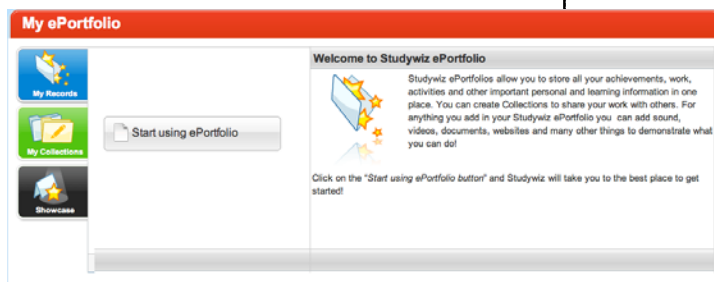 My ePortfolio
My Records
My Collections
Showcase
Start using ePortfolio
Welcome to Studywiz ePortfolio
Studywiz ePortfolios allow you to store all your achievements, work,
activities and other important personal and learning information in one
place. You can create Collections to share your work with others. For
anything you add in your Studywiz ePortfolio you can add sound,
videos, documents, websites and many other things to demonstrate what
you can do!
Click on the "Start using ePortfolio button" and Studywiz will take you to the best place to get
started!